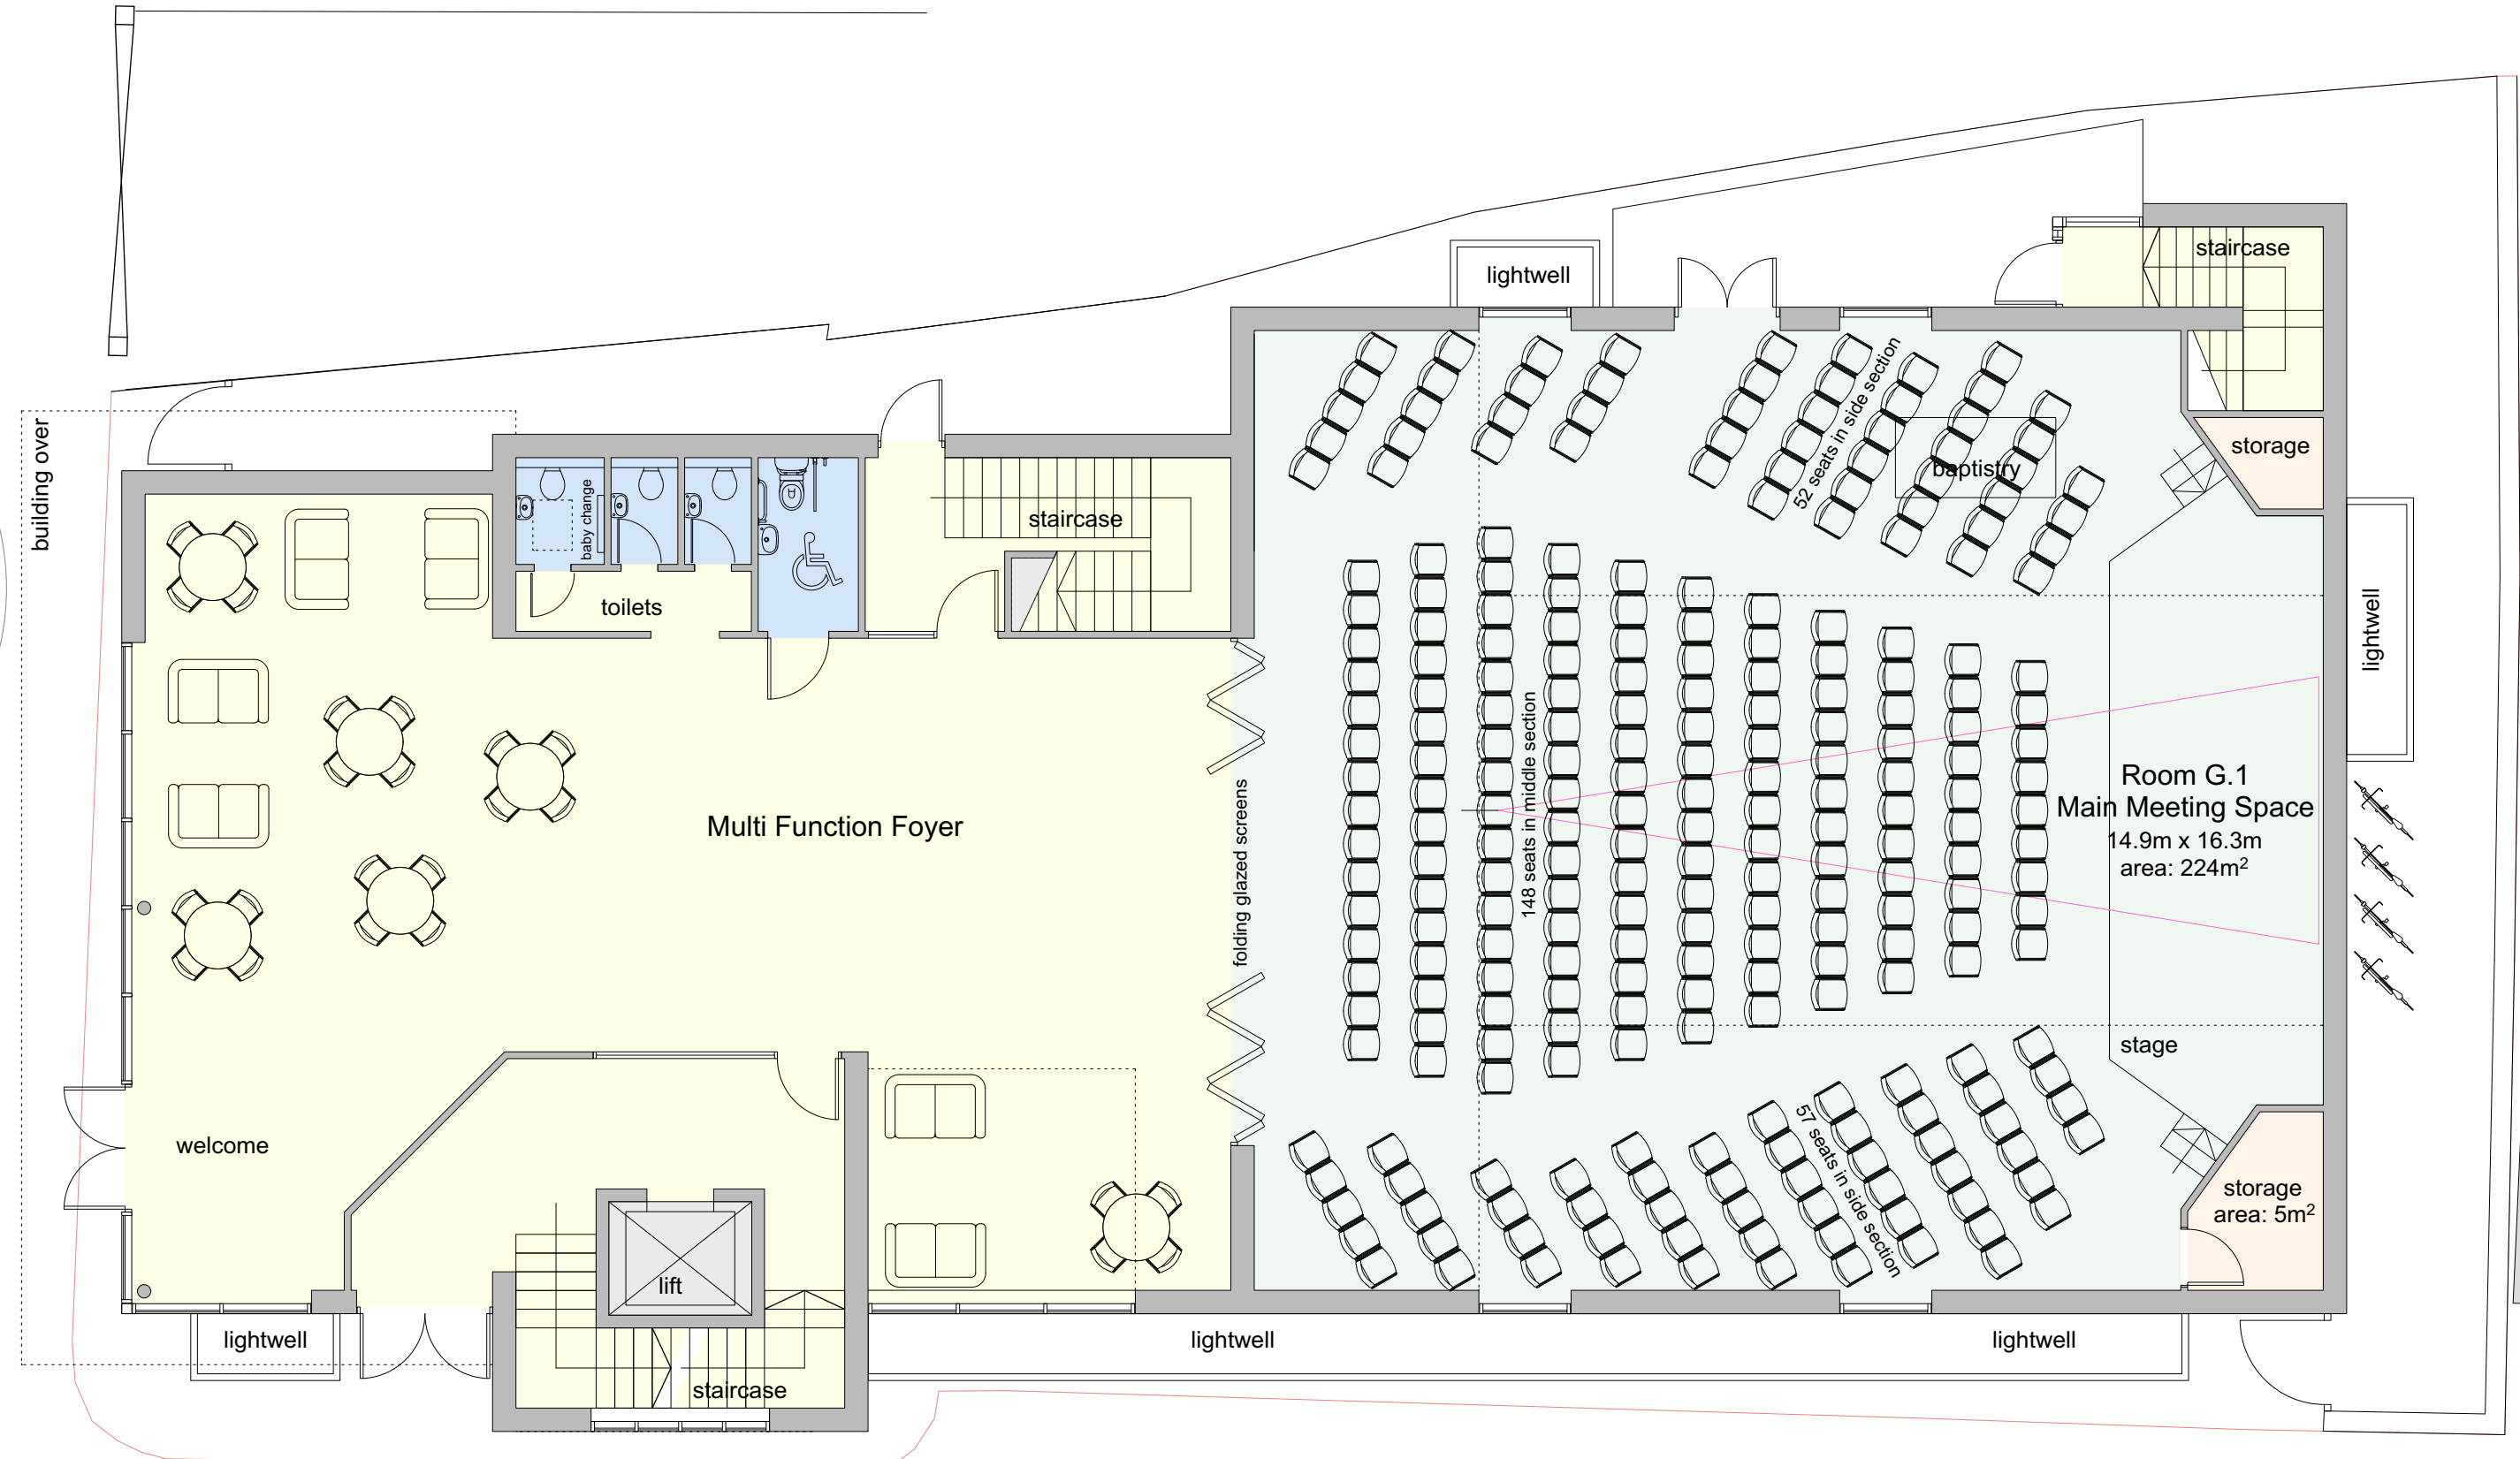 building over
baby change
toilets
staircase
lightwell
staircase
52 seats in side section
baptistry
storage
lightwell
Multi Function Foyer
folding glazed screens
148 seats in middle section
Room G.1
Main Meeting Space
14.9m x 16.3m
area: 224m²
stage
welcome
57 seats in side section
storage
area: 5m²
lift
lightwell
staircase
lightwell
lightwell